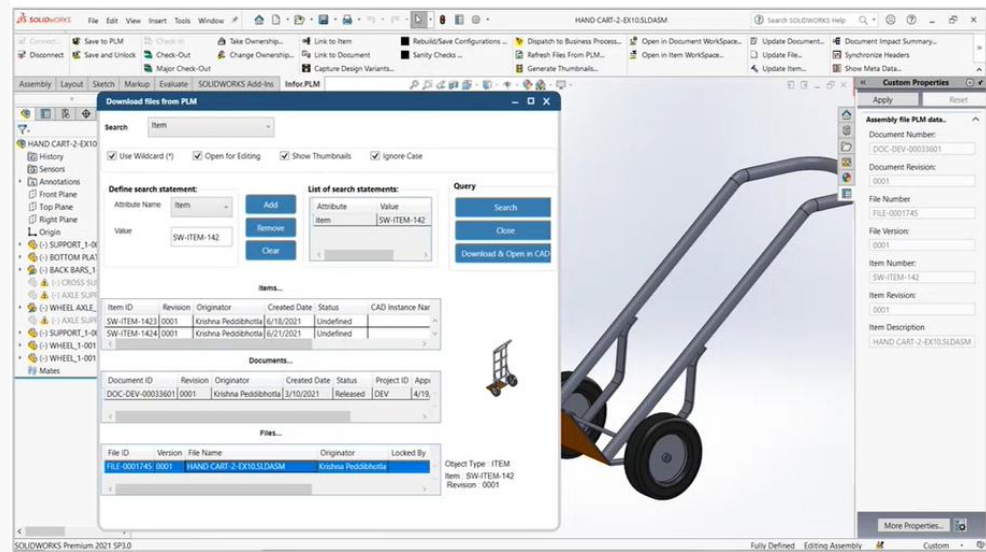 SOLIDWORKS File Edit View Insert Tools Window
HAND CART-2-EX10.SLDASM
Search SOLIDWORKS Help
Connect... Save to PLM Check-In Take Ownership... Link to Item Rebuild/Save Configurations ... Dispatch to Business Process... Open in Document WorkSpace... Update Document... Document Impact Summary...
Disconnect Save and Unlock Check-Out Change Ownership... Link to Document Sanity Checks ... Refresh Files From PLM... Open in Item WorkSpace... Update File... Synchronize Headers
Major Check-Out Capture Design Variants... Generate Thumbnails... Update Item... Show Meta Data...
Assembly Layout Sketch Markup Evaluate SOLIDWORKS Add-Ins Infor.PLM
Custom Properties
Apply Reset
Download files from PLM
Search Item
Use Wildcard (*) Open for Editing Show Thumbnails Ignore Case
Define search statement: List of search statements: Query
Attribute Name Item Add Attribute Value Search
Remove item SW-ITEM-142 Close
Value SW-ITEM-142
Clear Download & Open in CAD
Items...
Item ID Revision Originator Created Date Status CAD Instance Nar
SW-ITEM-1423 0001 Krishna Peddibhotla 6/18/2021 Undefined
SW-ITEM-1424 0001 Krishna Peddibhotla 6/21/2021 Undefined
Documents...
Document ID Revision Originator Created Date Status Project ID Appr
DOC-DEV-00033601 0001 Krishna Peddibhotla 3/10/2021 Released DEV 4/19,
Files...
File ID Version File Name Originator Locked By
FILE-0001745 0001 HAND CART-2-EX10.SLDASM Krishna Peddibhotla
Object Type : ITEM
Item : SW-ITEM-142
Revision : 0001
HAND CART-2-EX10
History
Sensors
Annotations
Front Plane
Top Plane
Right Plane
Origin
(-) SUPPORT_1-0
(-) BOTTOM PLA
(-) BACK BARS_1
(-) CROSS SU
(-) AXLE SUP
(-) WHEEL AXLE_
(-) AXLE SUP
(-) SUPPORT_1-0
(-) WHEEL_1-001
(-) WHEEL_1-001
Mates
Assembly file PLM data..
Document Number:
DOC-DEV-00033601
Document Revision:
0001
File Number
FILE-0001745
File Version:
0001
Item Number:
SW-ITEM-142
Item Revision:
0001
Item Description
HAND CART-2-EX10.SLDASM
More Properties...
SOLIDWORKS Premium 2021 SP3.0
Fully Defined Editing Assembly Custom